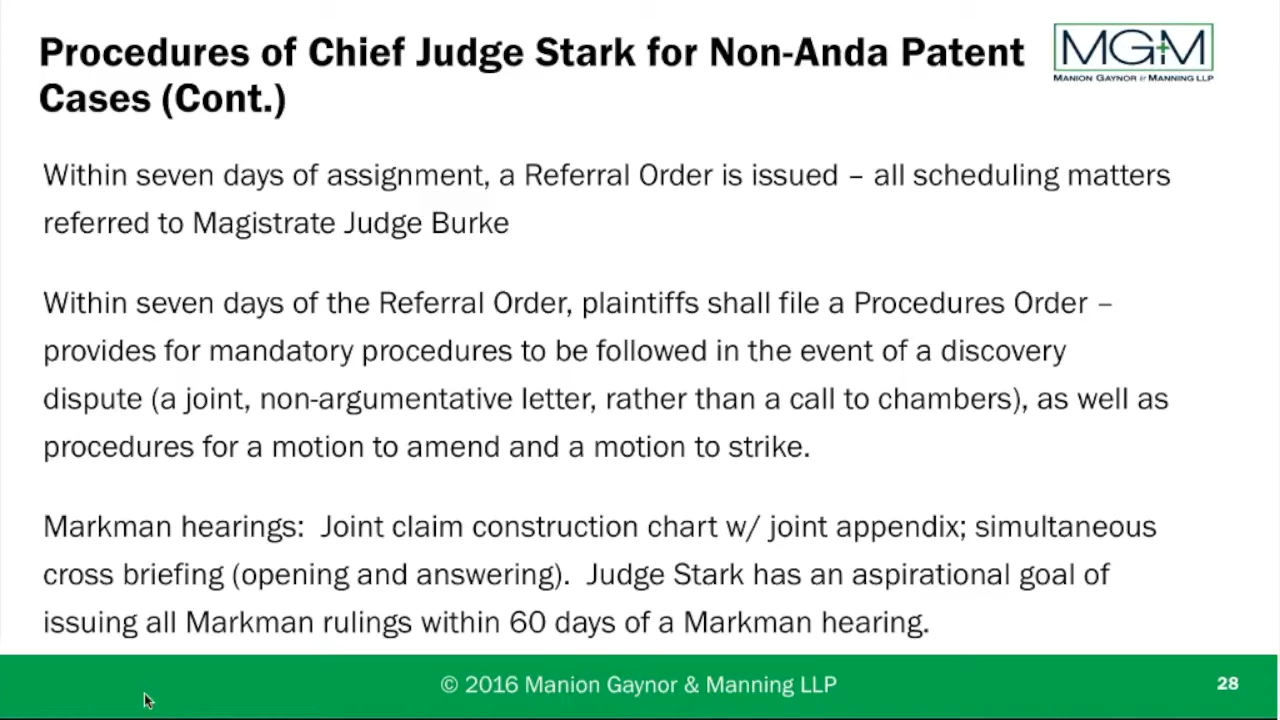 Procedures of Chief Judge Stark for Non-Anda Patent
Cases (Cont.)
MG+M
MANION GAYNOR & MANNING LLP
Within seven days of assignment, a Referral Order is issued – all scheduling matters
referred to Magistrate Judge Burke
Within seven days of the Referral Order, plaintiffs shall file a Procedures Order –
provides for mandatory procedures to be followed in the event of a discovery
dispute (a joint, non-argumentative letter, rather than a call to chambers), as well as
procedures for a motion to amend and a motion to strike.
Markman hearings:  Joint claim construction chart w/ joint appendix; simultaneous
cross briefing (opening and answering).  Judge Stark has an aspirational goal of
issuing all Markman rulings within 60 days of a Markman hearing.
© 2016 Manion Gaynor & Manning LLP
28